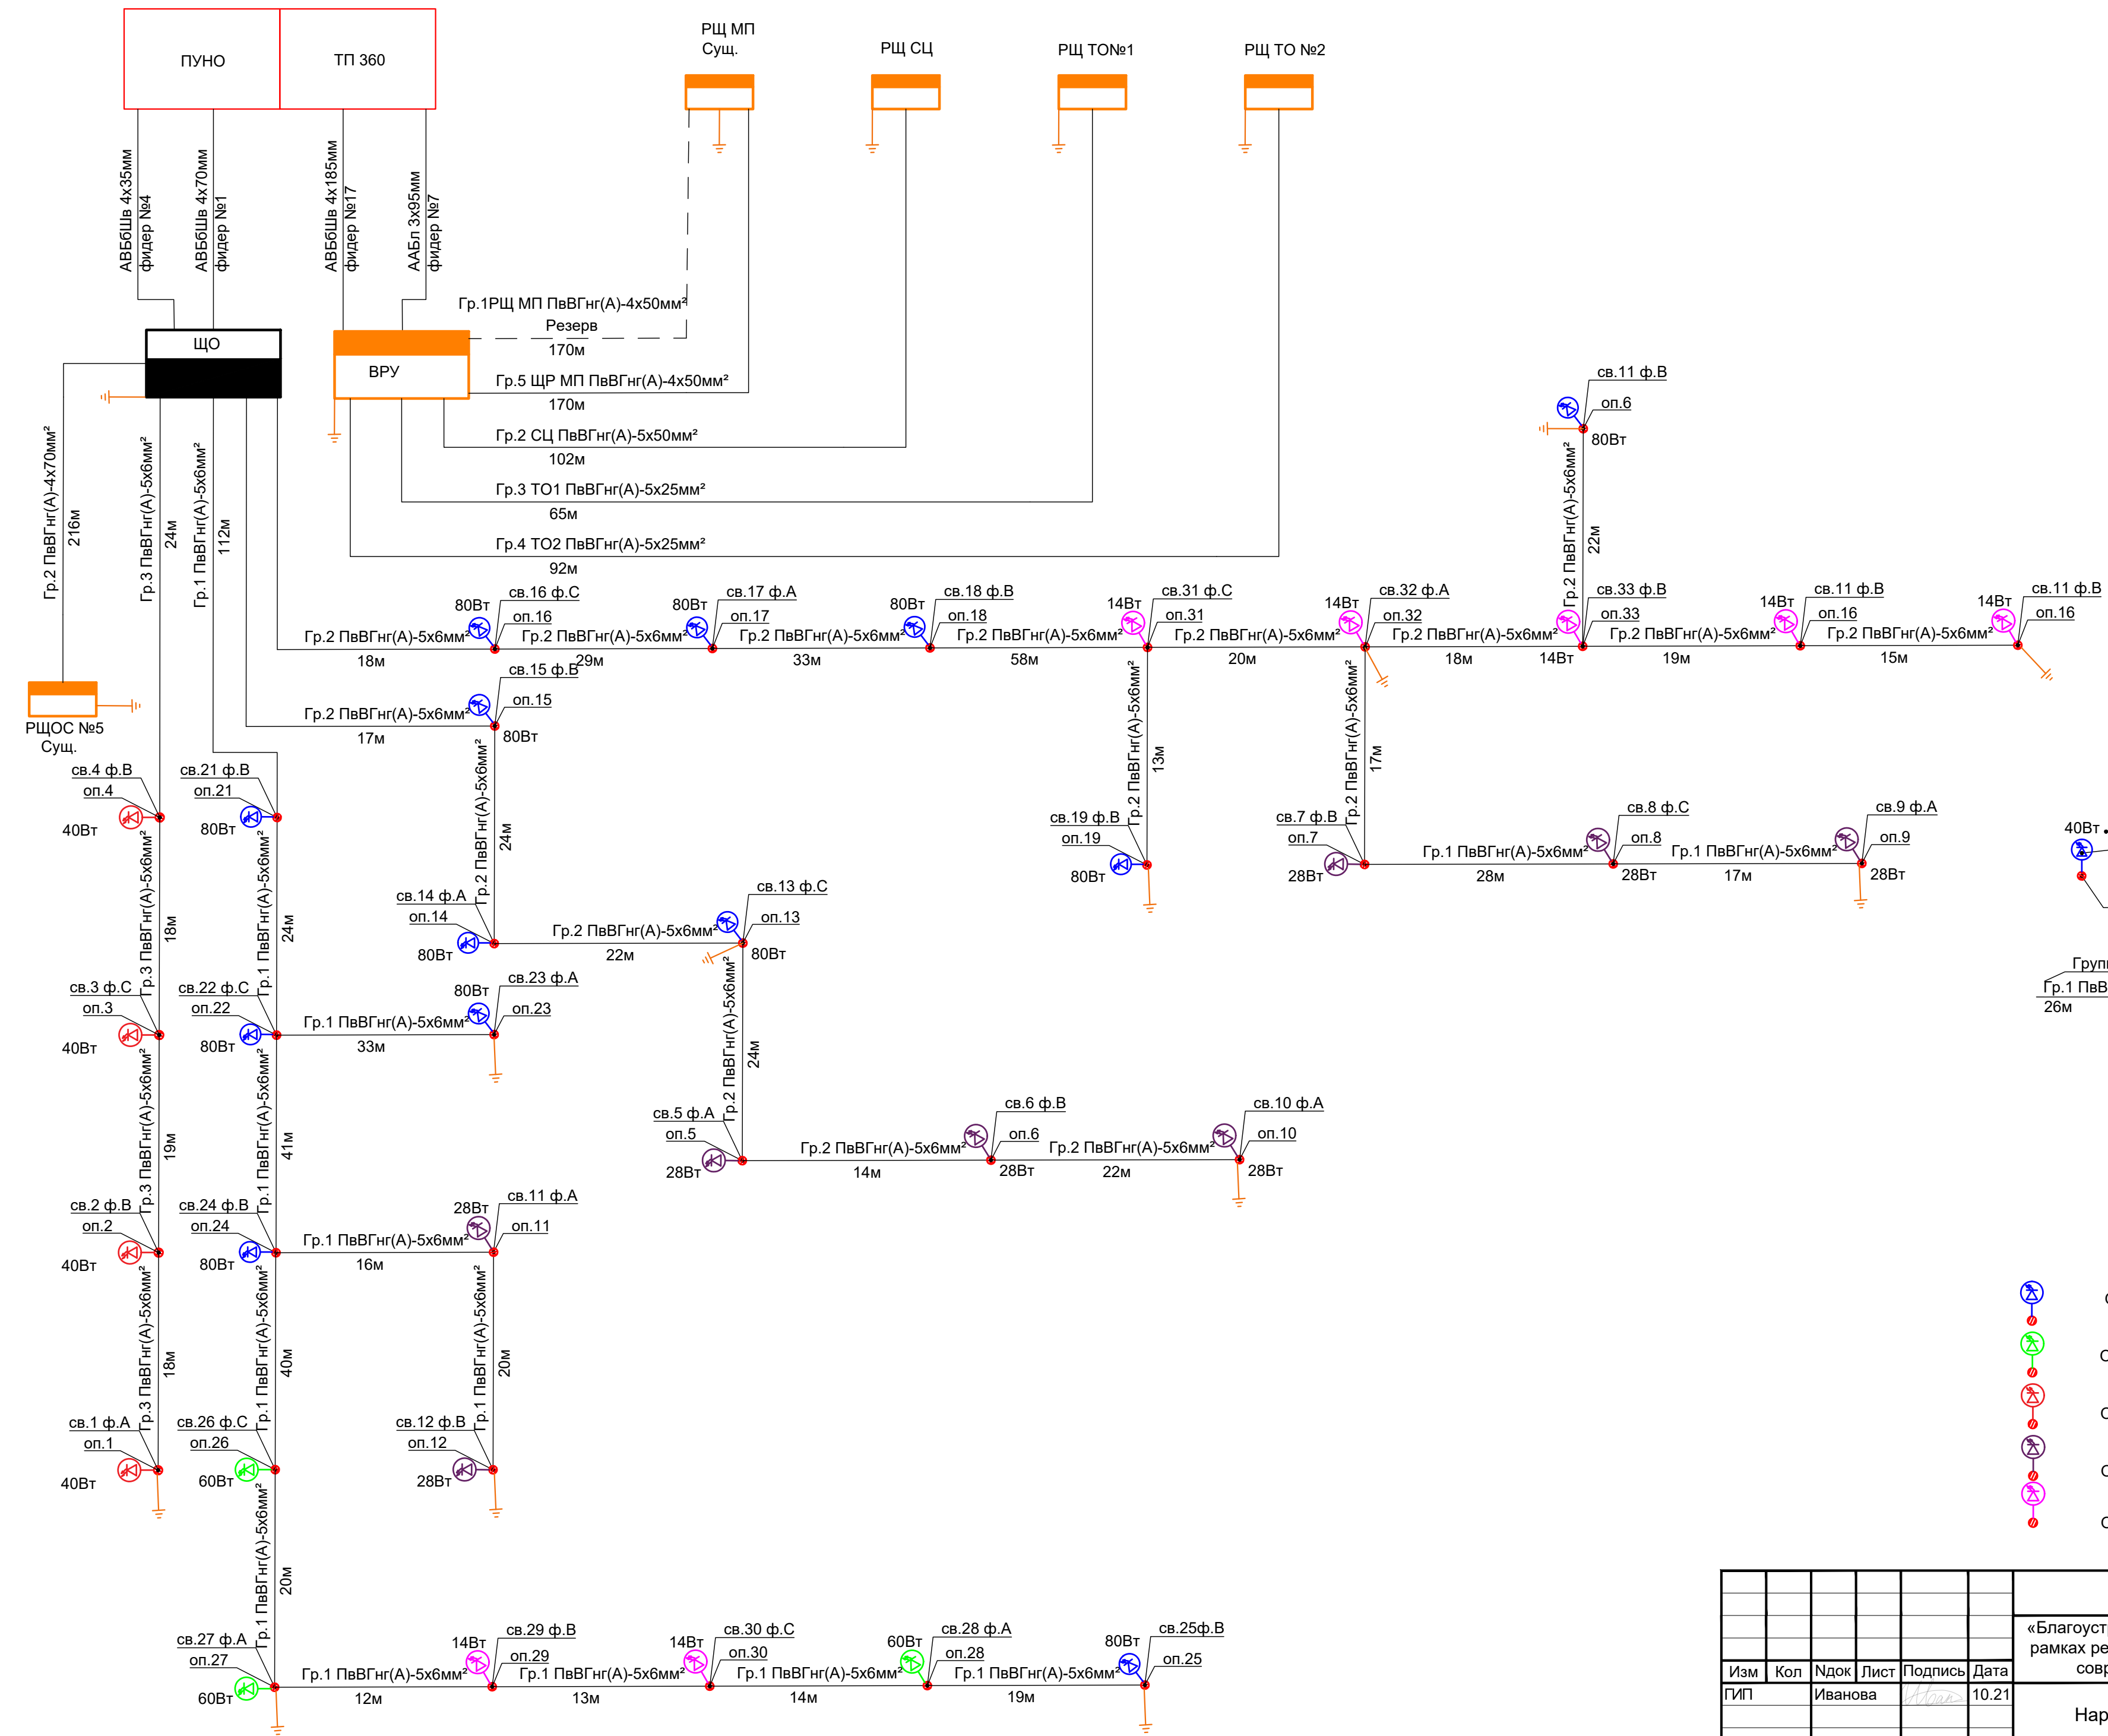 ПУНО
ТП 360
РЩ МП
Сущ.
РЩ СЦ
РЩ ТО№1
РЩ ТО №2
АВБбШв 4х35мм
фидер №4
АВБбШв 4х70мм
фидер №1
АВБбШв 4х185мм
фидер №17
ААБл 3х95мм
фидер №7
ЩО
ВРУ
Гр.1РЩ МП ПвВГнг(А)-4х50мм²
Резерв
170м
Гр.5 ЩР МП ПвВГнг(А)-4х50мм²
170м
Гр.2 СЦ ПвВГнг(А)-5х50мм²
102м
Гр.3 ТО1 ПвВГнг(А)-5х25мм²
65м
Гр.4 ТО2 ПвВГнг(А)-5х25мм²
92м
Гр.2 ПвВГнг(А)-4х70мм²
216м
Гр.3 ПвВГнг(А)-5х6мм²
24м
Гр.1 ПвВГнг(А)-5х6мм²
112м
РЩОС №5
Сущ.
св.11 ф.В
оп.6
80Вт
Гр.2 ПвВГнг(А)-5х6мм²
22м
80Вт
св.16 ф.С
оп.16
Гр.2 ПвВГнг(А)-5х6мм²
18м
80Вт
св.17 ф.А
оп.17
Гр.2 ПвВГнг(А)-5х6мм²
29м
80Вт
св.18 ф.В
оп.18
Гр.2 ПвВГнг(А)-5х6мм²
33м
14Вт
св.31 ф.С
оп.31
Гр.2 ПвВГнг(А)-5х6мм²
58м
14Вт
св.32 ф.А
оп.32
Гр.2 ПвВГнг(А)-5х6мм²
20м
св.33 ф.В
оп.33
Гр.2 ПвВГнг(А)-5х6мм²
18м
14Вт
14Вт
св.11 ф.В
оп.16
Гр.2 ПвВГнг(А)-5х6мм²
19м
14Вт
св.11 ф.В
оп.16
Гр.2 ПвВГнг(А)-5х6мм²
15м
св.15 ф.В
оп.15
Гр.2 ПвВГнг(А)-5х6мм²
17м
80Вт
Гр.2 ПвВГнг(А)-5х6мм²
24м
Гр.2 ПвВГнг(А)-5х6мм²
13м
Гр.2 ПвВГнг(А)-5х6мм²
17м
св.4 ф.В
оп.4
40Вт
св.21 ф.В
оп.21
80Вт
св.19 ф.В
оп.19
80Вт
св.7 ф.В
оп.7
28Вт
Гр.1 ПвВГнг(А)-5х6мм²
28м
св.8 ф.С
оп.8
28Вт
Гр.1 ПвВГнг(А)-5х6мм²
17м
св.9 ф.А
оп.9
28Вт
40Вт
Гр.3 ПвВГнг(А)-5х6мм²
18м
Гр.1 ПвВГнг(А)-5х6мм²
24м
св.14 ф.А
оп.14
80Вт
Гр.2 ПвВГнг(А)-5х6мм²
22м
св.13 ф.С
оп.13
80Вт
Гр.1 ПвВ
26м
св.3 ф.С
оп.3
40Вт
св.22 ф.С
оп.22
80Вт
Гр.1 ПвВГнг(А)-5х6мм²
33м
80Вт
св.23 ф.А
оп.23
Гр.2 ПвВГнг(А)-5х6мм²
24м
Гр.3 ПвВГнг(А)-5х6мм²
19м
Гр.1 ПвВГнг(А)-5х6мм²
41м
св.5 ф.А
оп.5
28Вт
Гр.2 ПвВГнг(А)-5х6мм²
14м
св.6 ф.В
оп.6
28Вт
Гр.2 ПвВГнг(А)-5х6мм²
22м
св.10 ф.А
оп.10
28Вт
св.2 ф.В
оп.2
40Вт
св.24 ф.В
оп.24
80Вт
Гр.1 ПвВГнг(А)-5х6мм²
16м
28Вт
св.11 ф.А
оп.11
Гр.3 ПвВГнг(А)-5х6мм²
18м
Гр.1 ПвВГнг(А)-5х6мм²
40м
Гр.1 ПвВГнг(А)-5х6мм²
20м
св.1 ф.А
оп.1
40Вт
св.26 ф.С
оп.26
60Вт
св.12 ф.В
оп.12
28Вт
Гр.1 ПвВГнг(А)-5х6мм²
20м
св.27 ф.А
оп.27
60Вт
Гр.1 ПвВГнг(А)-5х6мм²
12м
14Вт
св.29 ф.В
оп.29
Гр.1 ПвВГнг(А)-5х6мм²
13м
14Вт
св.30 ф.С
оп.30
Гр.1 ПвВГнг(А)-5х6мм²
14м
60Вт
св.28 ф.А
оп.28
Гр.1 ПвВГнг(А)-5х6мм²
19м
80Вт
св.25ф.В
оп.25
Изм Кол Nдок Лист Подпись Дата
ГИП Иванова 10.21
рамках